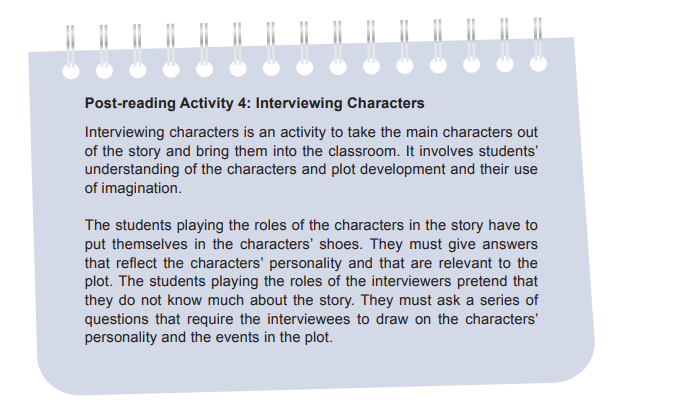 Post-reading Activity 4: Interviewing Characters
Interviewing characters is an activity to take the main characters out
of the story and bring them into the classroom. It involves students’
understanding of the characters and plot development and their use
of imagination.
The students playing the roles of the characters in the story have to
put themselves in the characters’ shoes. They must give answers
that reflect the characters’ personality and that are relevant to the
plot. The students playing the roles of the interviewers pretend that
they do not know much about the story. They must ask a series of
questions that require the interviewees to draw on the characters’
personality and the events in the plot.